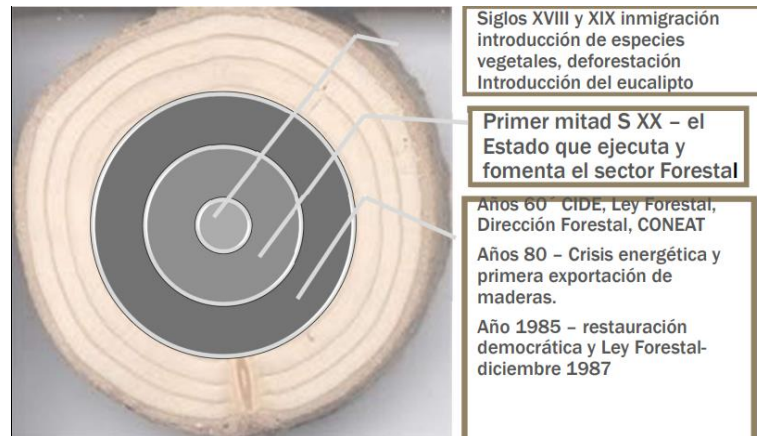 Siglos XVIII y XIX inmigración
introducción de especies
vegetales, deforestación
Introducción del eucalipto
Primer mitad S XX – el
Estado que ejecuta y
fomenta el sector Forestal
Años 60´ CIDE, Ley Forestal,
Dirección Forestal, CONEAT
Años 80 – Crisis energética y
primera exportación de
maderas.
Año 1985 – restauración
democrática y Ley Forestal-
diciembre 1987